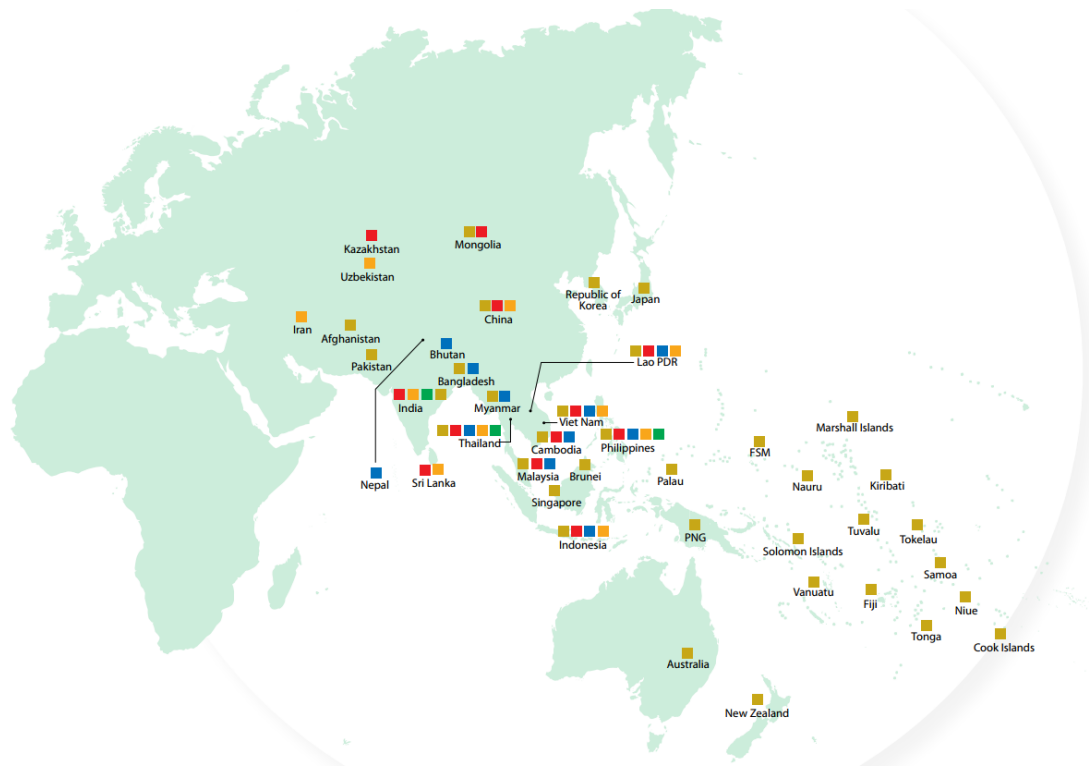 Kazakhstan
Mongolia
Uzbekistan
Republic of
Korea
Japan
Iran
China
Afghanistan
Pakistan
Bhutan
Lao PDR
Bangladesh
India
Myanmar
Viet Nam
Marshall Islands
Thailand
Cambodia
Philippines
FSM
Nepal
Sri Lanka
Malaysia
Brunei
Palau
Nauru
Kiribati
Singapore
Tuvalu
Tokelau
PNG
Indonesia
Solomon Islands
Samoa
Vanuatu
Fiji
Niue
Tonga
Cook Islands
Australia
New Zealand